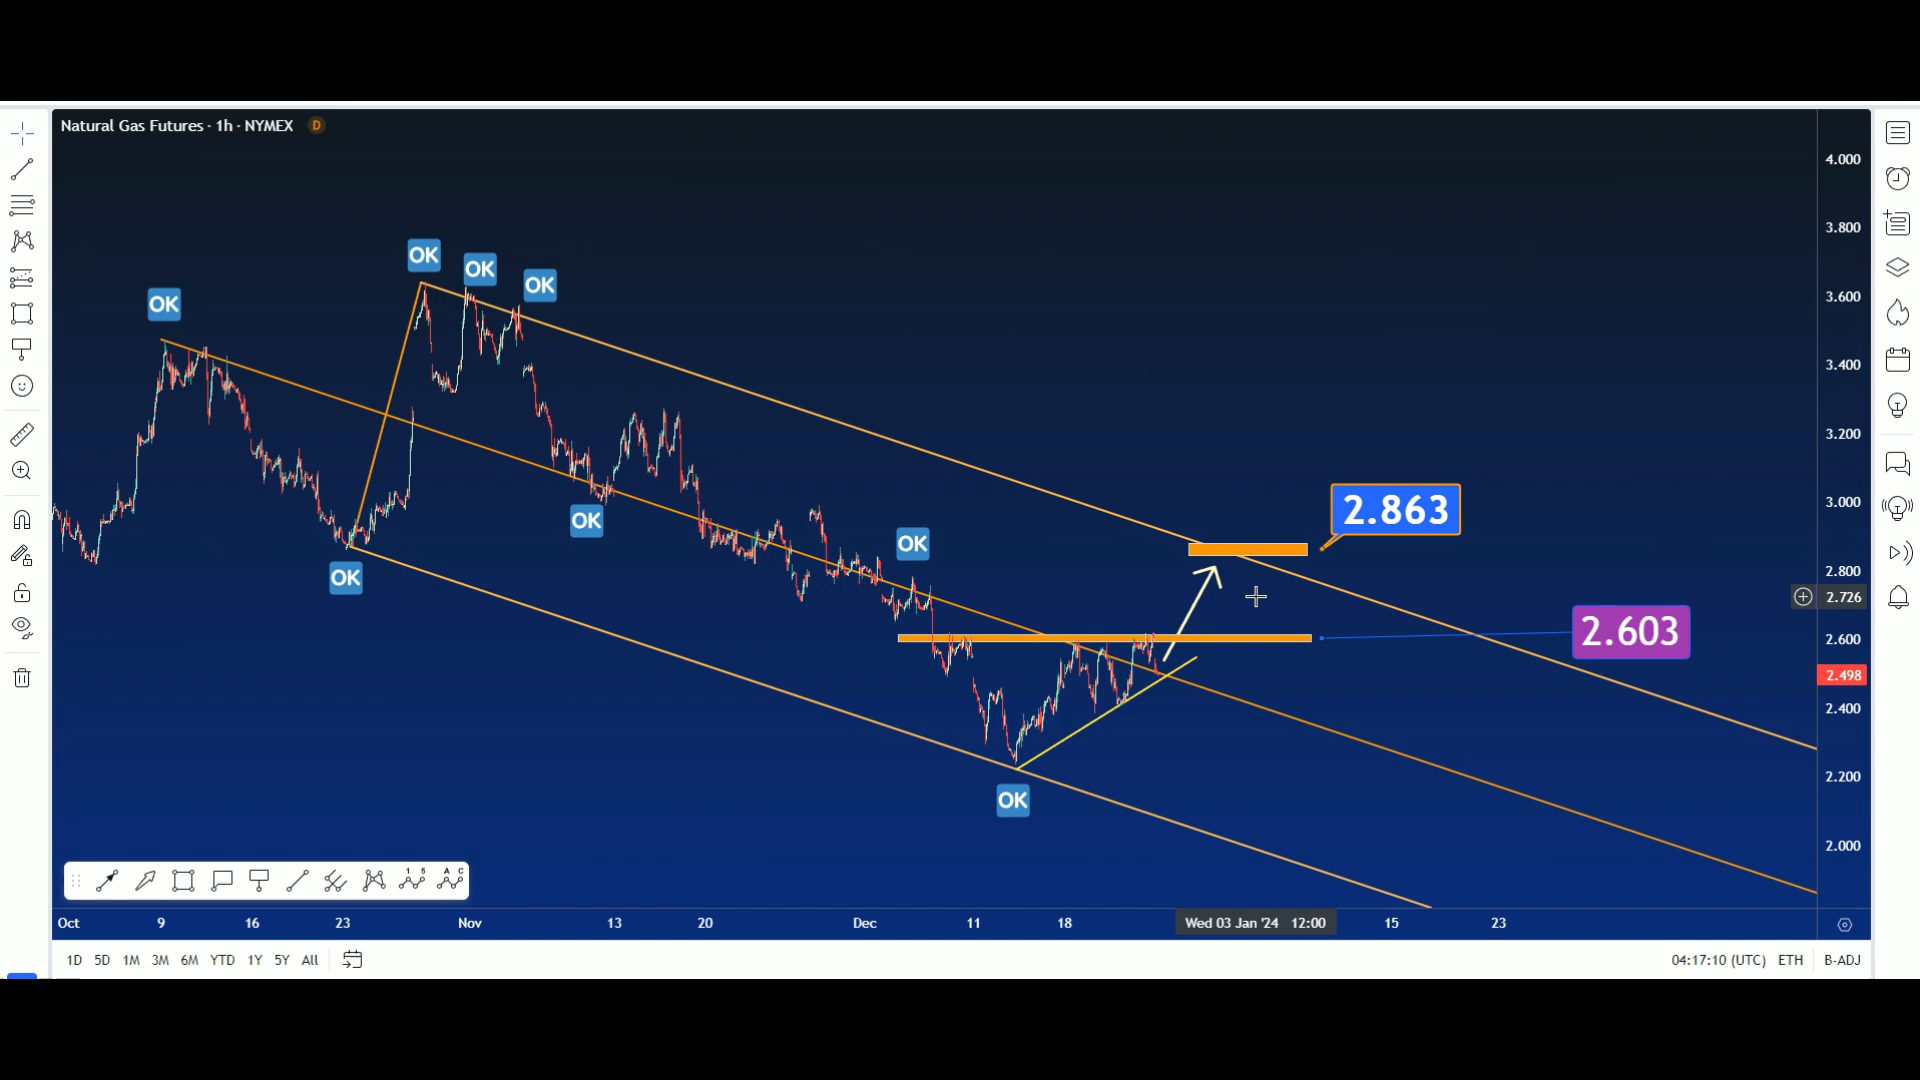 Natural Gas Futures · 1h · NYMEX D
4.000
3.800
OK
OK
OK
3.600
OK
3.400
3.200
3.000
2.863
OK
OK
OK
2.800
2.726
2.603
2.600
2.498
2.400
2.200
OK
2.000
1 5
A C
Oct 9 16 23 Nov 13 20 Dec 11 18 Wed 03 Jan '24 12:00 15 23
1D 5D 1M 3M 6M YTD 1Y 5Y All 04:17:10 (UTC) ETH B-ADJ